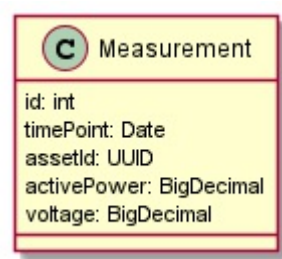 C Measurement
id: int
timePoint: Date
assetId: UUID
activePower: BigDecimal
voltage: BigDecimal